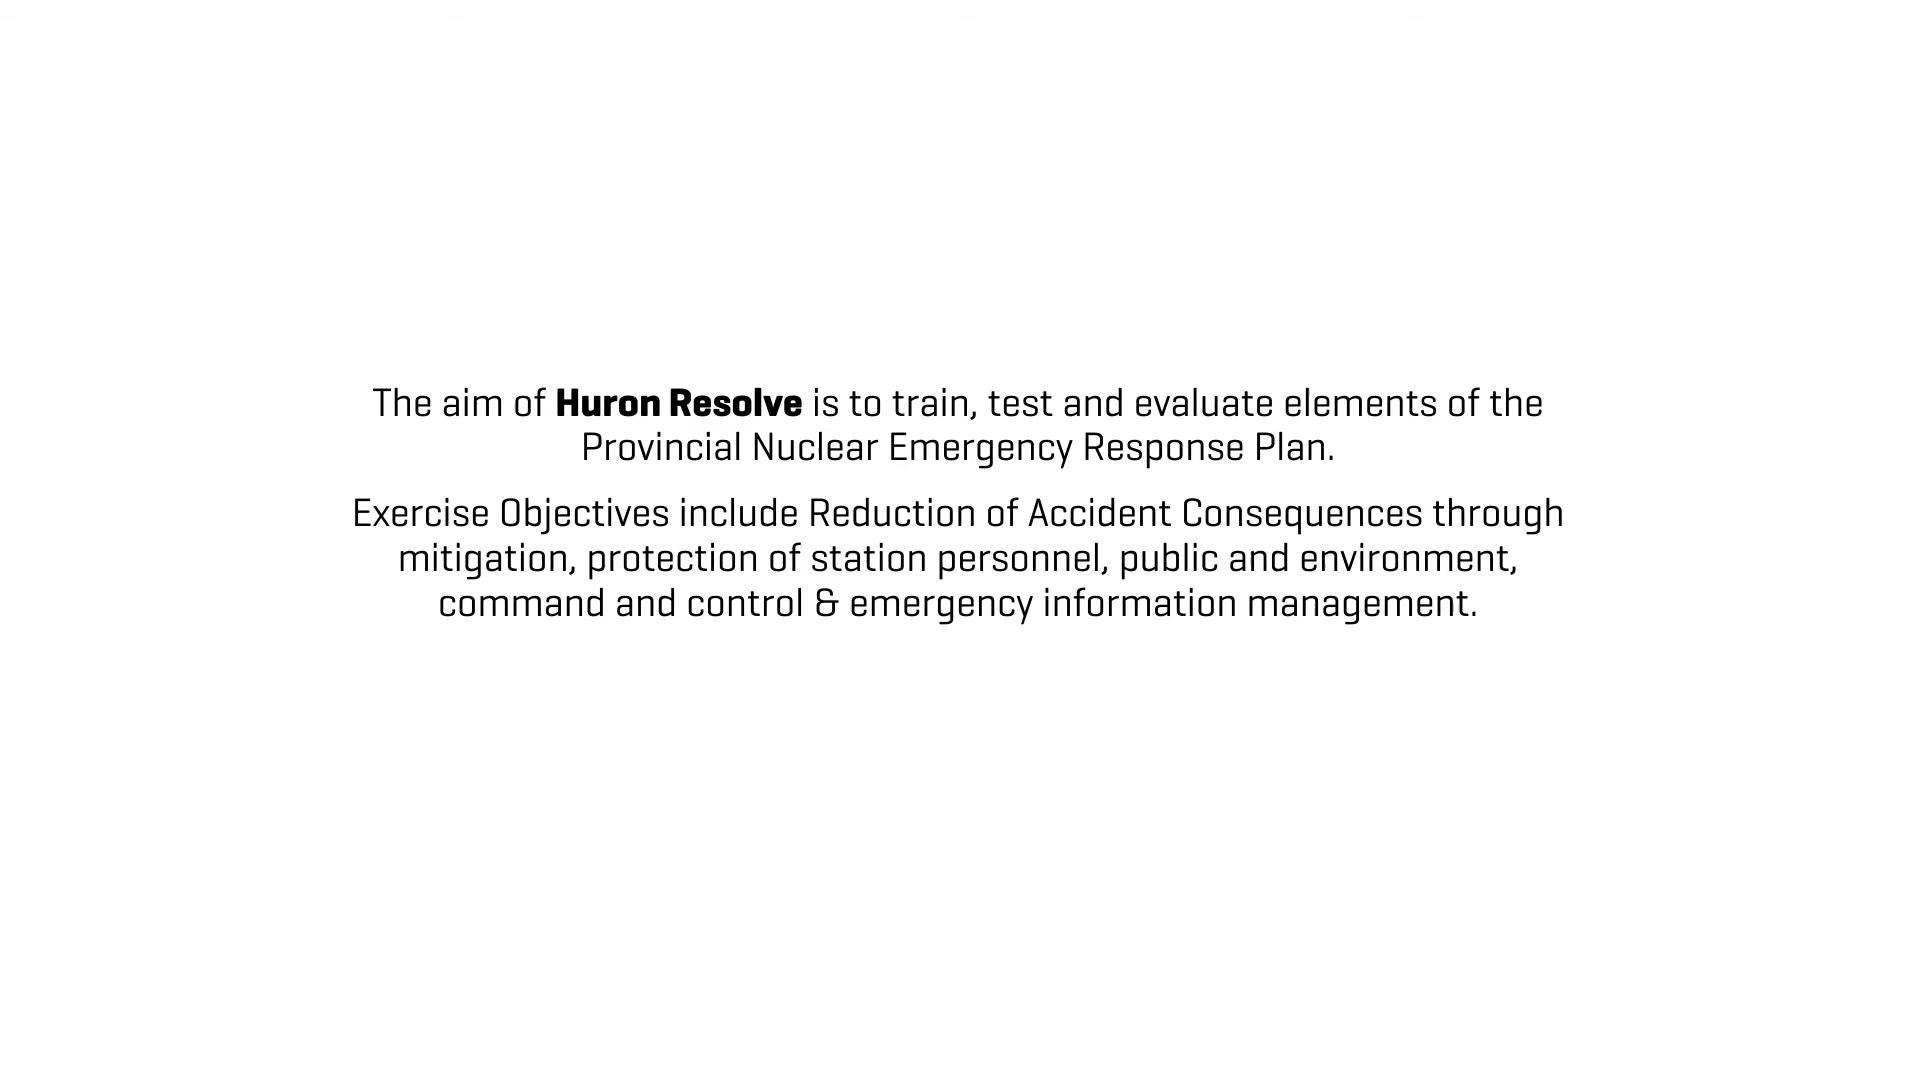 The aim of Huron Resolve is to train, test and evaluate elements of the
Provincial Nuclear Emergency Response Plan.
Exercise Objectives include Reduction of Accident Consequences through
mitigation, protection of station personnel, public and environment,
command and control & emergency information management.